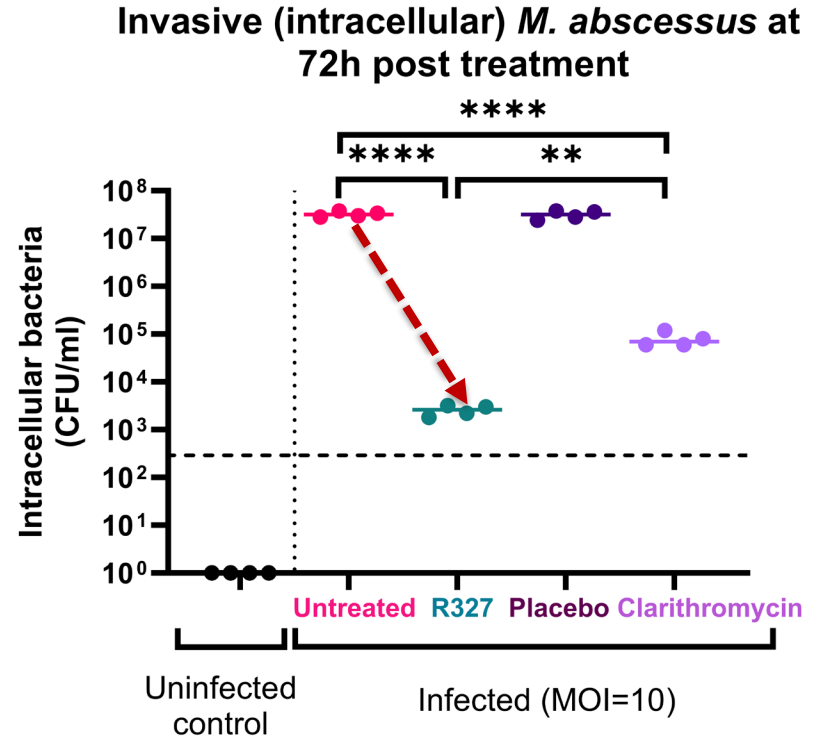 Invasive (intracellular) M. abscessus at
72h post treatment
****
**** **
Intracellular bacteria
(CFU/ml)
10⁸
10⁷
10⁶
10⁵
10⁴
10³
10²
10¹
10⁰
Untreated R327 Placebo Clarithromycin
Uninfected
control
Infected (MOI=10)